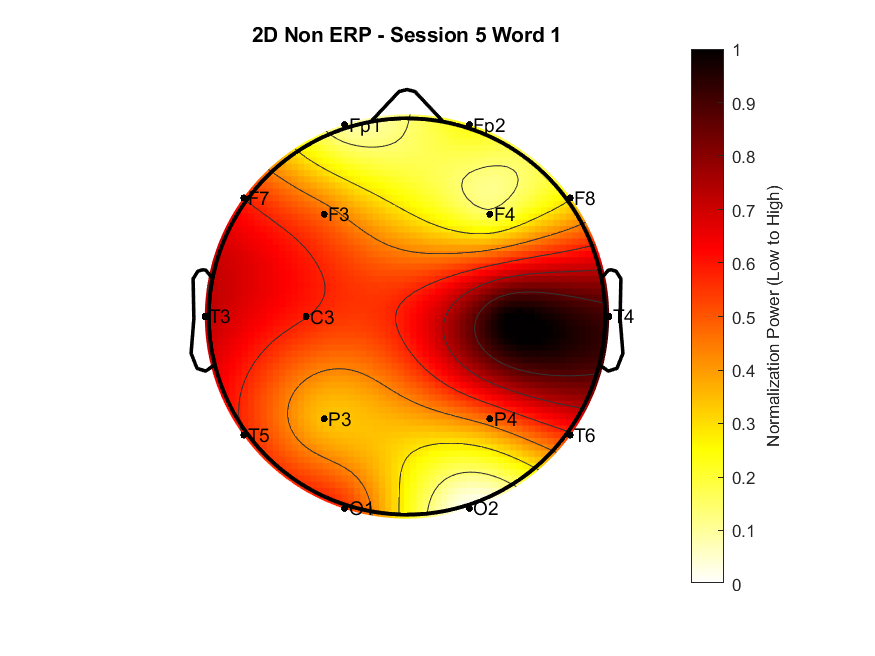 2D Non ERP - Session 5 Word 1
Fp1 Fp2
F7 F8
F3 F4
T3 C3 T4
P3 P4
T5 T6
O1 O2
1
0.9
0.8
0.7
0.6
0.5
0.4
0.3
0.2
0.1
0
Normalization Power (Low to High)